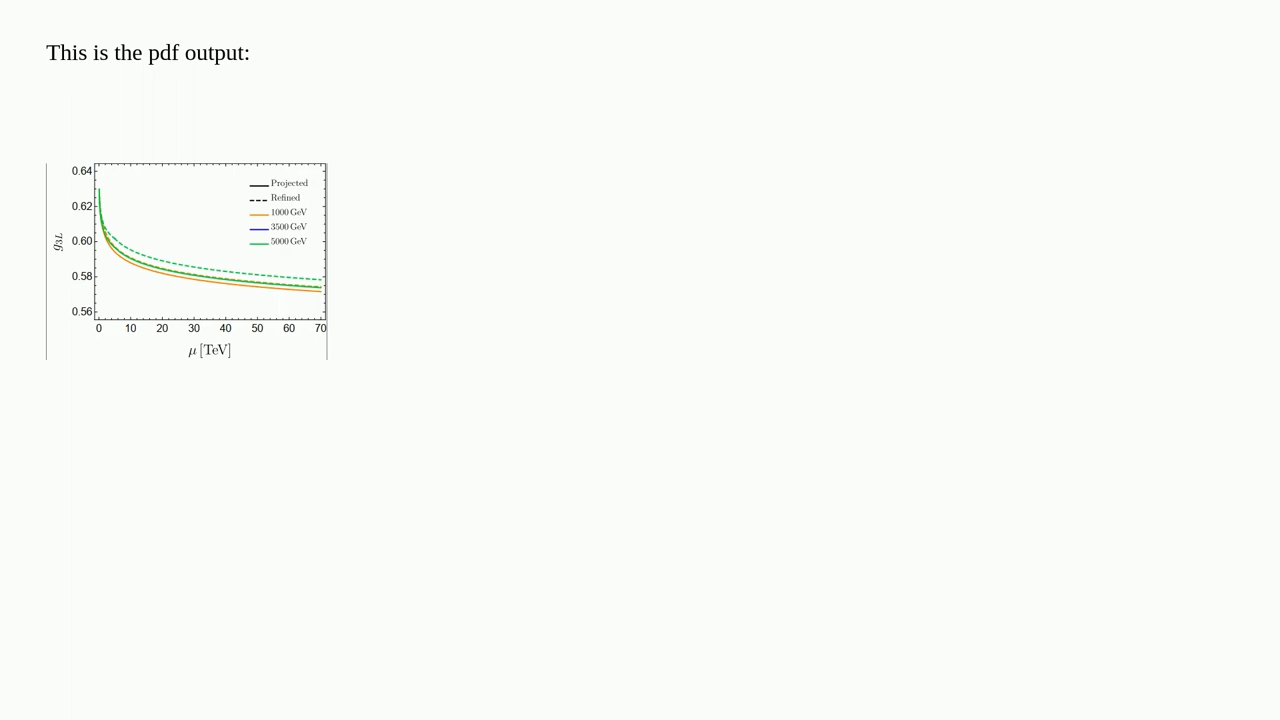 This is the pdf output:
0.64
0.62
0.60
0.58
0.56
g3L
Projected
Refined
1000 GeV
3500 GeV
5000 GeV
0 10 20 30 40 50 60 70
μ [TeV]